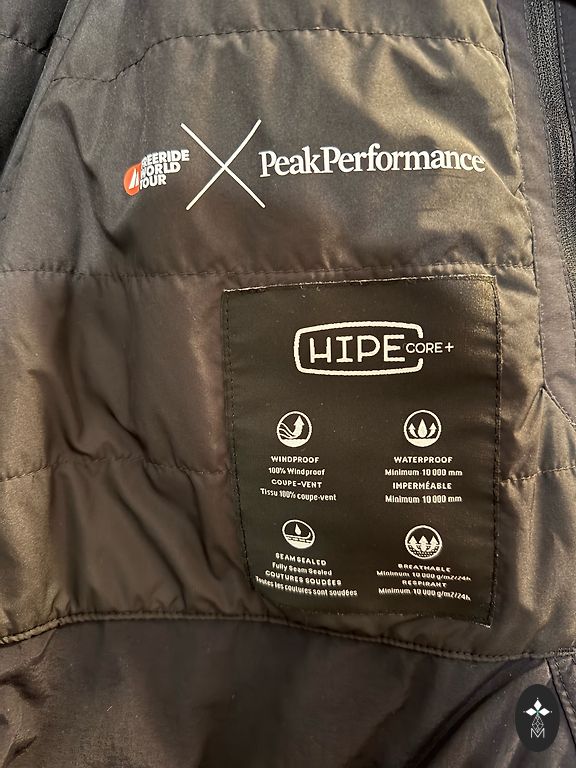 FREERIDE
WORLD
TOUR
PeakPerformance
HIPE CORE+
WINDPROOF
100% Windproof
COUPE-VENT
Tissu 100% coupe-vent
WATERPROOF
Minimum 10 000 mm
IMPERMÉABLE
Minimum 10 000 mm
SEAM SEALED
Fully Seam Sealed
COUTURES SOUDÉES
Toutes les coutures sont soudées
BREATHABLE
Minimum 10 000 g/m2/24h
RESPIRANT
Minimum 10 000 g/m2/24h
M